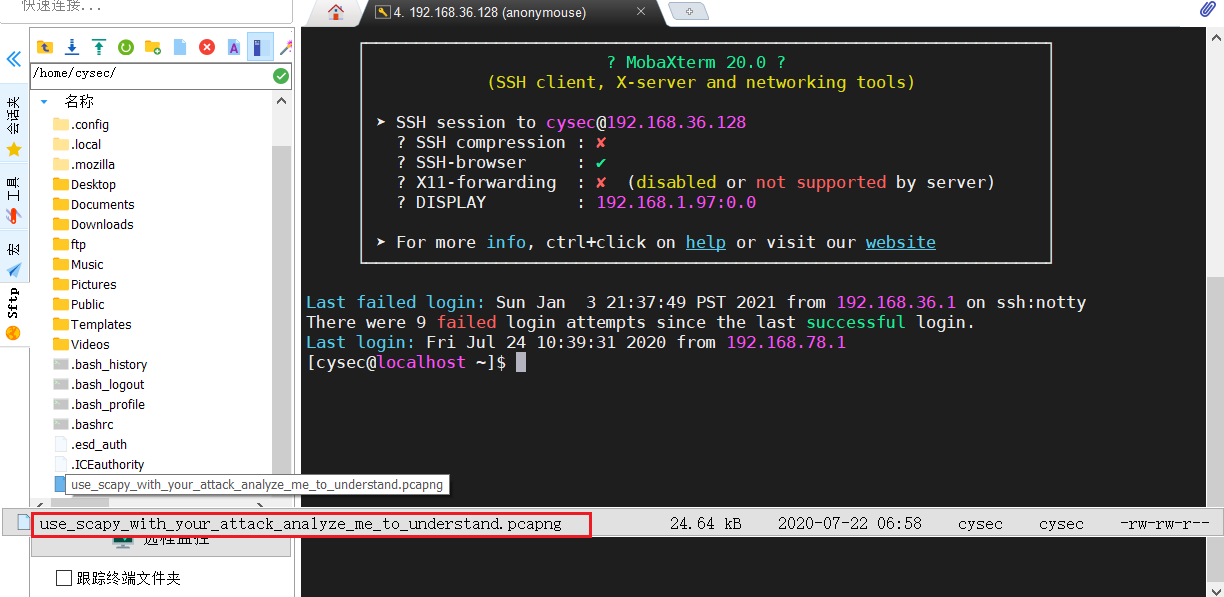 快速连接...
4. 192.168.36.128 (anonymouse)
/home/cysec/
会话夹
工具
宏
Sftp
名称
.config
.local
.mozilla
Desktop
Documents
Downloads
ftp
Music
Pictures
Public
Templates
Videos
.bash_history
.bash_logout
.bash_profile
.bashrc
.esd_auth
.ICEauthority
use_scapy_with_your_attack_analyze_me_to_understand.pcapng
? MobaXterm 20.0 ?
(SSH client, X-server and networking tools)
➤ SSH session to cysec@192.168.36.128
? SSH compression : ✘
? SSH-browser : ✔
? X11-forwarding : ✘ (disabled or not supported by server)
? DISPLAY : 192.168.1.97:0.0
➤ For more info, ctrl+click on help or visit our website
Last failed login: Sun Jan 3 21:37:49 PST 2021 from 192.168.36.1 on ssh:notty
There were 9 failed login attempts since the last successful login.
Last login: Fri Jul 24 10:39:31 2020 from 192.168.78.1
[cysec@localhost ~]$
use_scapy_with_your_attack_analyze_me_to_understand.pcapng 24.64 kB 2020-07-22 06:58 cysec cysec -rw-rw-r--
远程监控
跟踪终端文件夹